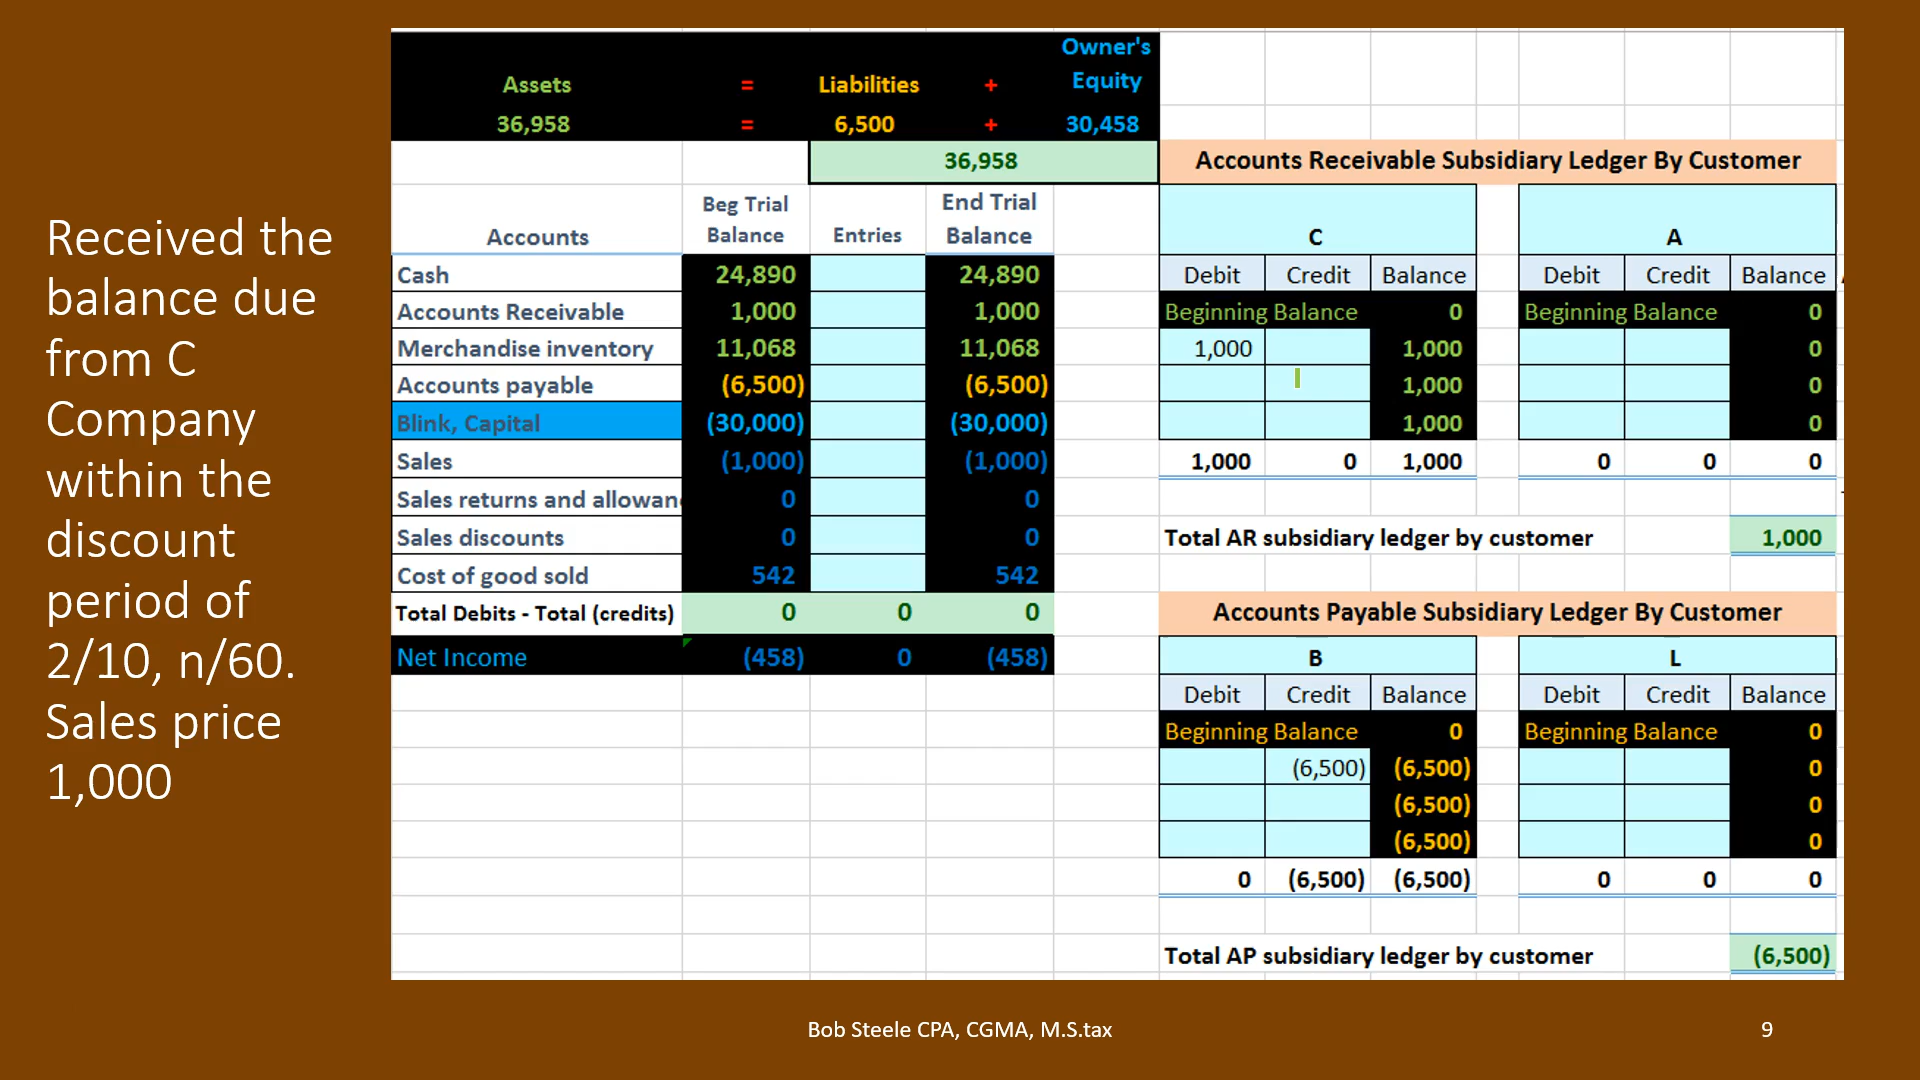 Received the
balance due
from C
Company
within the
discount
period of
2/10, n/60.
Sales price
1,000
Assets = Liabilities + Owner's Equity
36,958 = 6,500 + 30,458
36,958
Accounts Beg Trial Balance Entries End Trial Balance
Cash 24,890 24,890
Accounts Receivable 1,000 1,000
Merchandise inventory 11,068 11,068
Accounts payable (6,500) (6,500)
Blink, Capital (30,000) (30,000)
Sales (1,000) (1,000)
Sales returns and allowan 0 0
Sales discounts 0 0
Cost of good sold 542 542
Total Debits - Total (credits) 0 0 0
Net Income (458) 0 (458)
Accounts Receivable Subsidiary Ledger By Customer
C A
Debit Credit Balance Debit Credit Balance
Beginning Balance 0 Beginning Balance 0
1,000 1,000 0
1,000 0
1,000 0
1,000 0 1,000 0 0 0
Total AR subsidiary ledger by customer 1,000
Accounts Payable Subsidiary Ledger By Customer
B L
Debit Credit Balance Debit Credit Balance
Beginning Balance 0 Beginning Balance 0
(6,500) (6,500) 0
(6,500) 0
(6,500) 0
0 (6,500) (6,500) 0 0 0
Total AP subsidiary ledger by customer (6,500)
Bob Steele CPA, CGMA, M.S.tax 9